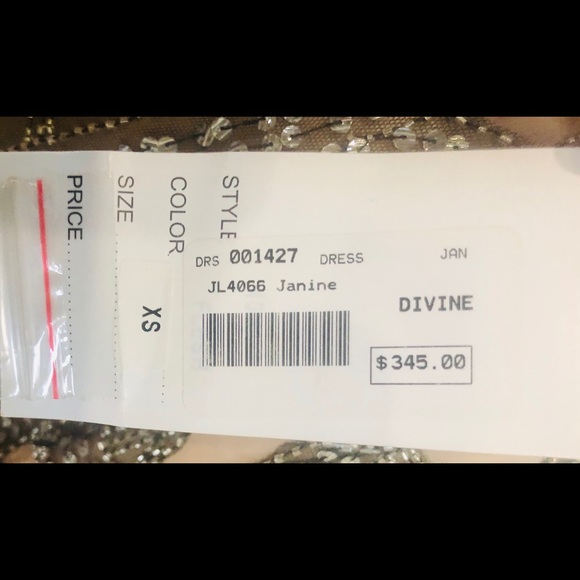 STYLE
COLOR
SIZE
PRICE
XS
DRS 001427 DRESS JAN
JL4066 Janine
DIVINE
$345.00